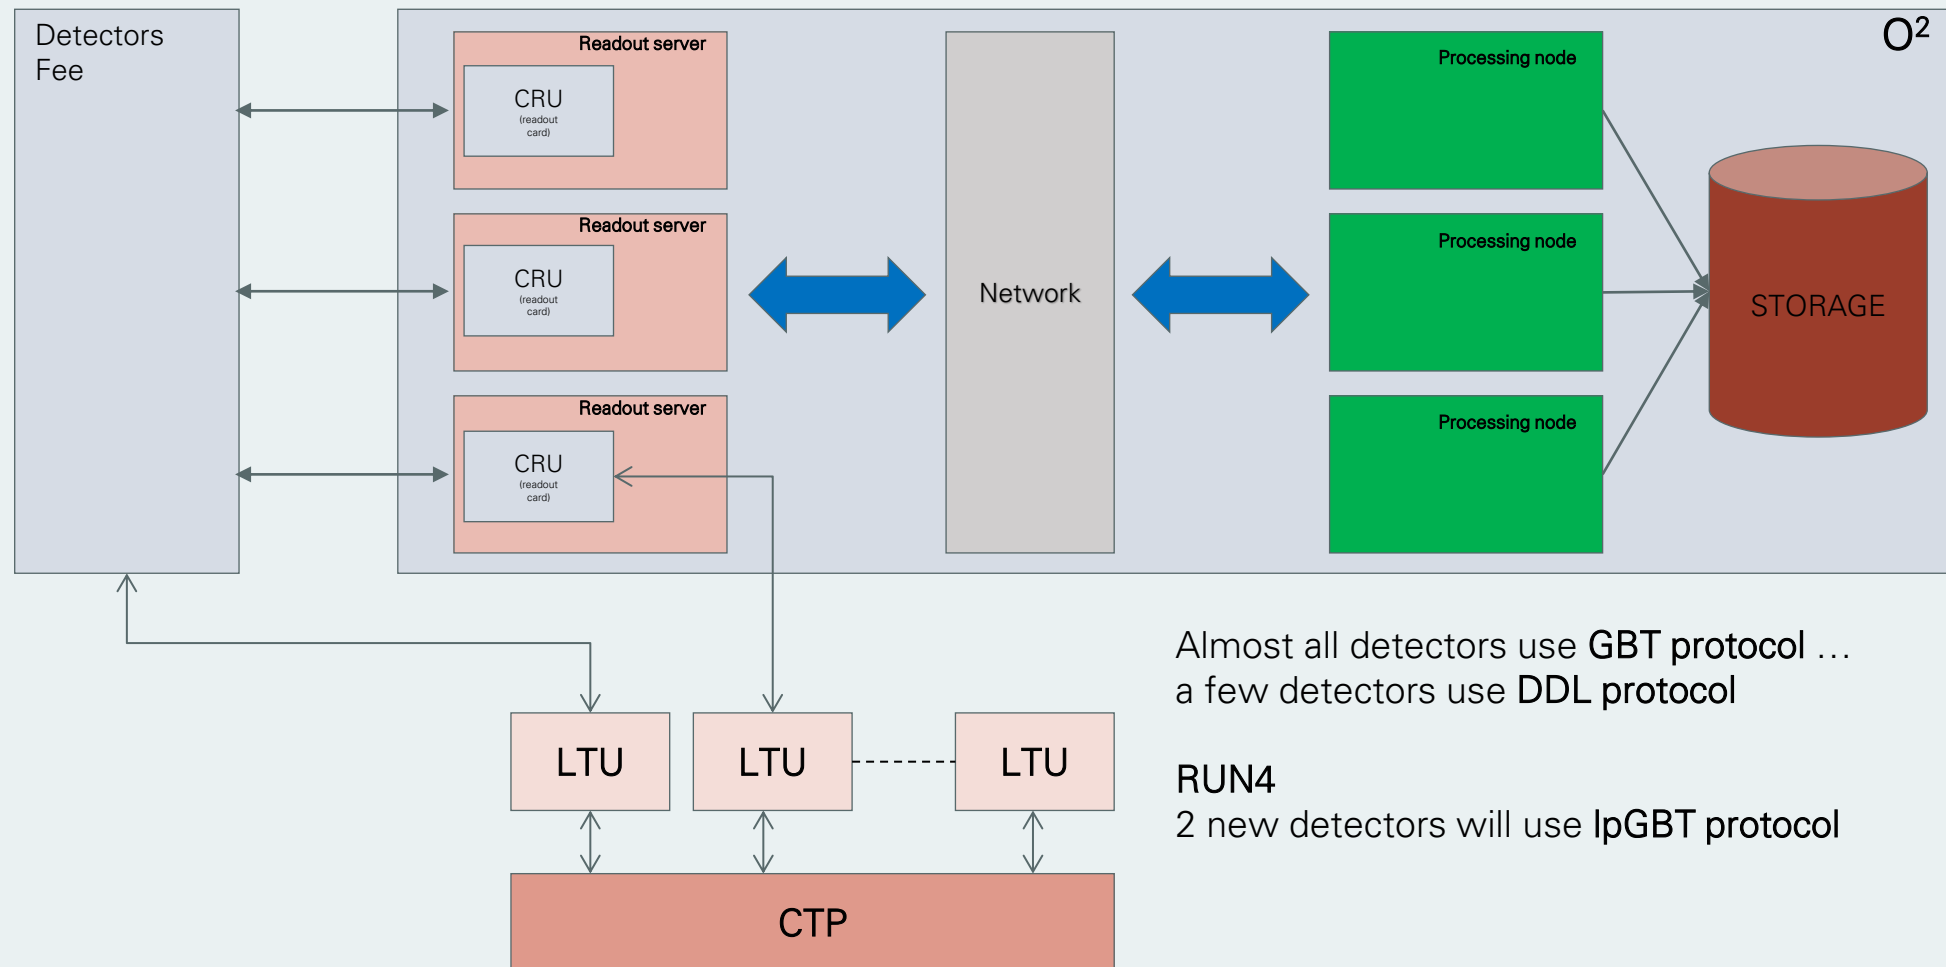 Detectors
Fee
O²
Readout server
CRU
(readout
card)
Readout server
CRU
(readout
card)
Readout server
CRU
(readout
card)
Network
Processing node
Processing node
Processing node
STORAGE
Almost all detectors use GBT protocol …
a few detectors use DDL protocol
RUN4
2 new detectors will use lpGBT protocol
LTU
LTU
LTU
CTP